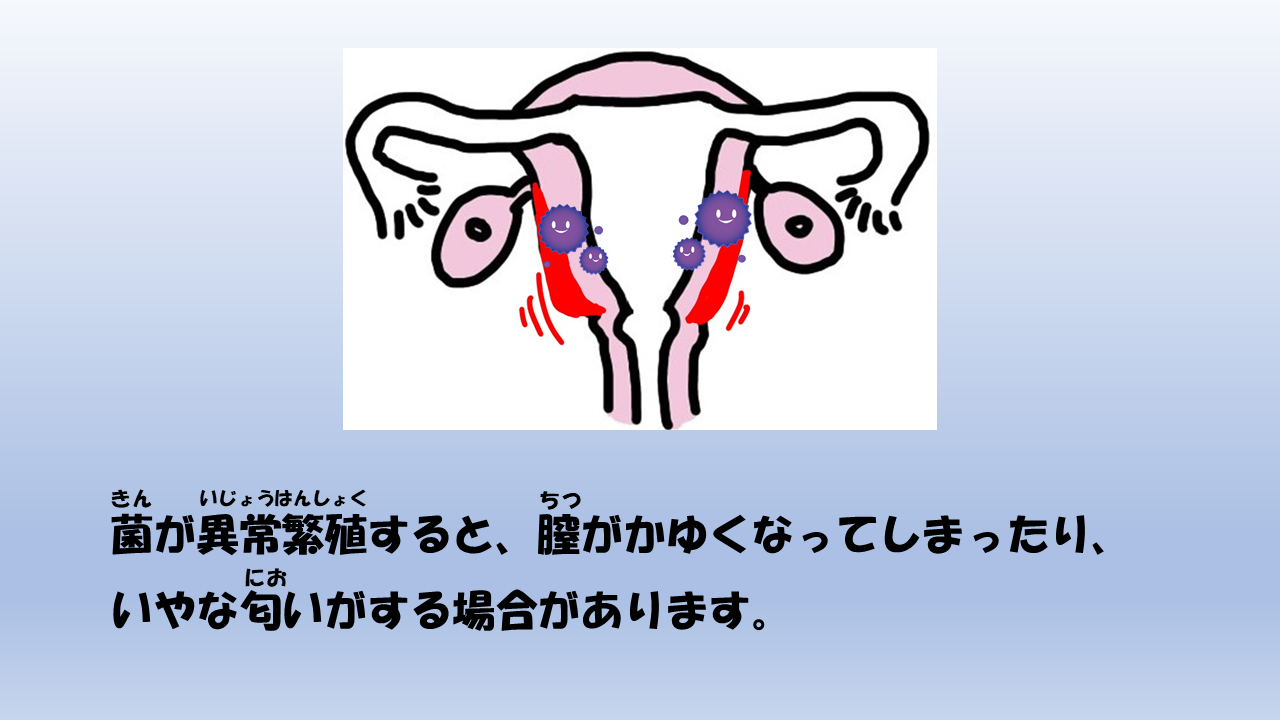 きん いじょうはんしょく ちつ
菌が異常繁殖すると、膣がかゆくなってしまったり、
にお
いやな匂いがする場合があります。